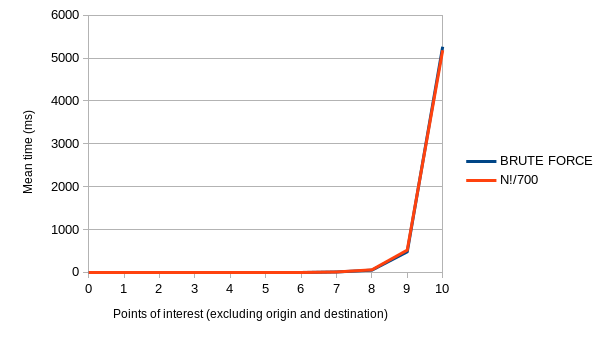 6000
5000
4000
3000
2000
1000
0
Mean time (ms)
0 1 2 3 4 5 6 7 8 9 10
Points of interest (excluding origin and destination)
BRUTE FORCE
N!/700